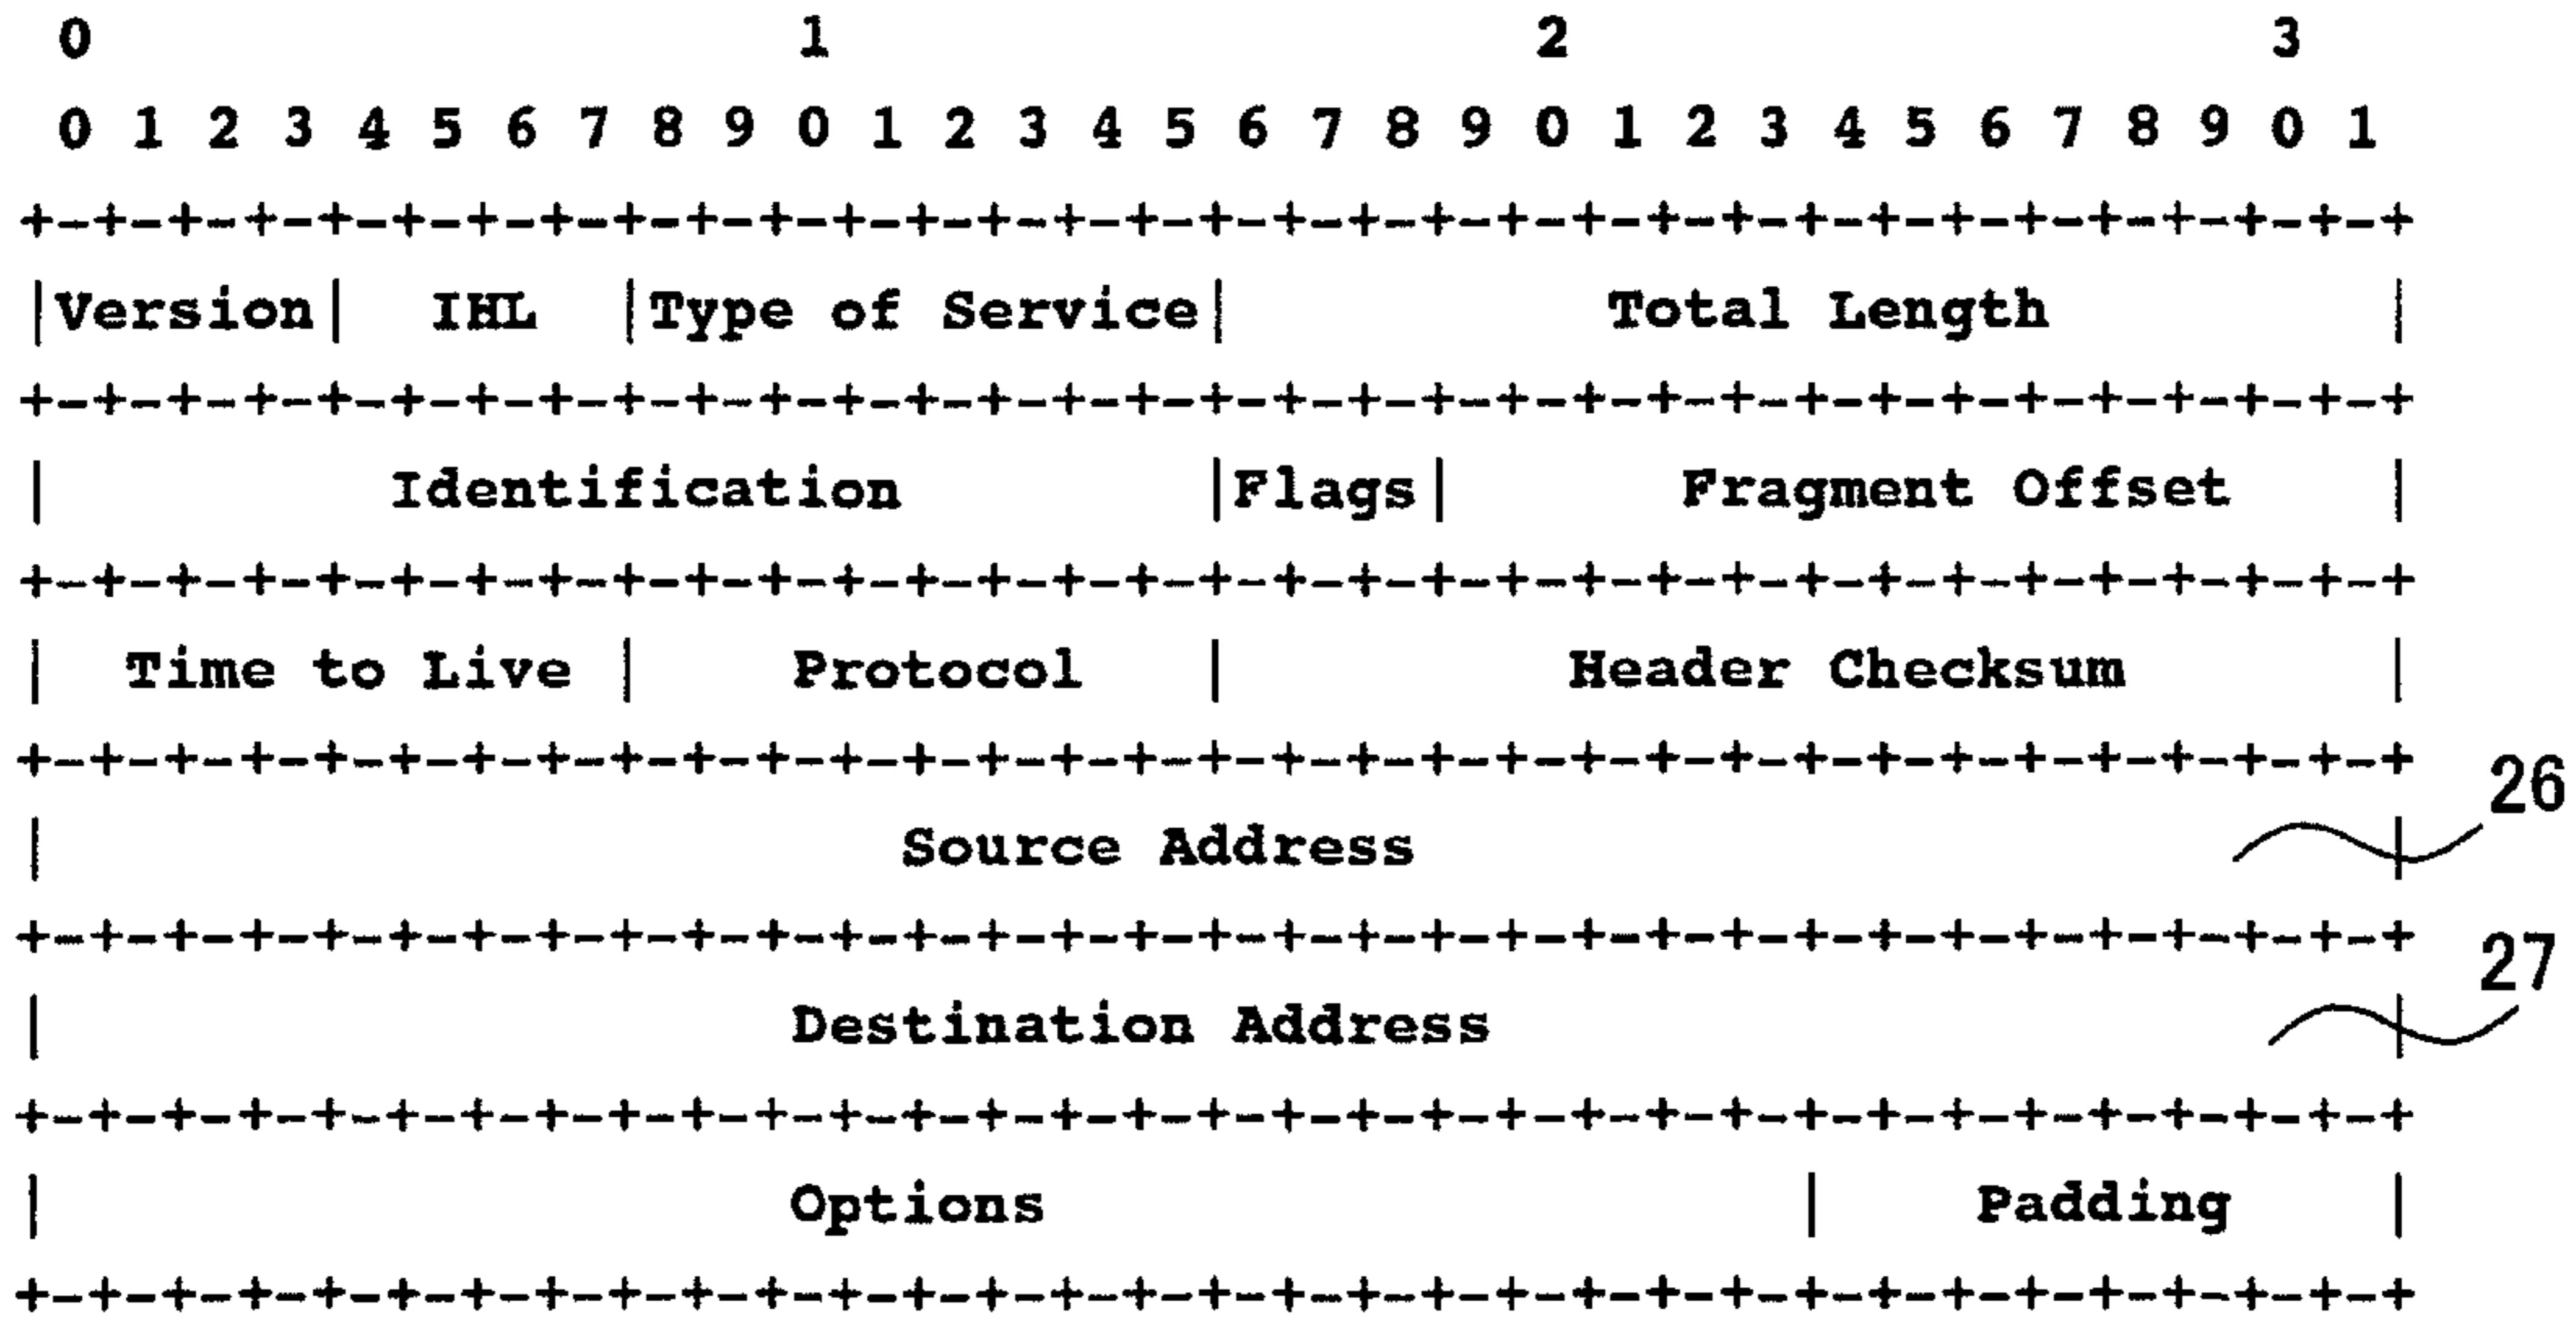 0 1 2 3
0 1 2 3 4 5 6 7 8 9 0 1 2 3 4 5 6 7 8 9 0 1 2 3 4 5 6 7 8 9 0 1
+-+-+-+-+-+-+-+-+-+-+-+-+-+-+-+-+-+-+-+-+-+-+-+-+-+-+-+-+-+-+-+-+
|Version| IHL |Type of Service| Total Length |
+-+-+-+-+-+-+-+-+-+-+-+-+-+-+-+-+-+-+-+-+-+-+-+-+-+-+-+-+-+-+-+-+
| Identification |Flags| Fragment Offset |
+-+-+-+-+-+-+-+-+-+-+-+-+-+-+-+-+-+-+-+-+-+-+-+-+-+-+-+-+-+-+-+-+
| Time to Live | Protocol | Header Checksum |
+-+-+-+-+-+-+-+-+-+-+-+-+-+-+-+-+-+-+-+-+-+-+-+-+-+-+-+-+-+-+-+-+
26
| Source Address |
+-+-+-+-+-+-+-+-+-+-+-+-+-+-+-+-+-+-+-+-+-+-+-+-+-+-+-+-+-+-+-+-+
27
| Destination Address |
+-+-+-+-+-+-+-+-+-+-+-+-+-+-+-+-+-+-+-+-+-+-+-+-+-+-+-+-+-+-+-+-+
| Options | Padding |
+-+-+-+-+-+-+-+-+-+-+-+-+-+-+-+-+-+-+-+-+-+-+-+-+-+-+-+-+-+-+-+-+